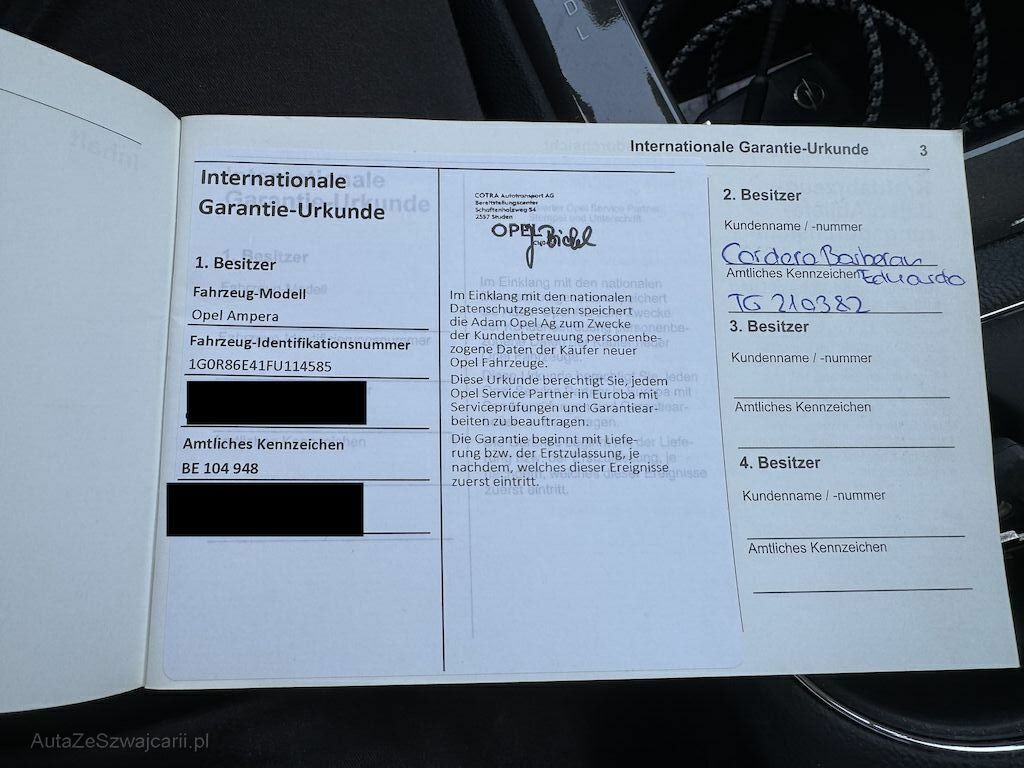 Internationale Garantie-Urkunde 3
Internationale
Garantie-Urkunde
1. Besitzer
Fahrzeug-Modell
Opel Ampera
Fahrzeug-Identifikationsnummer
1G0R86E41FU114585
Amtliches Kennzeichen
BE 104 948
COTRA Autotransport AG
Bereitstellungscenter
Schaftenholzweg 54
2557 Studen
OPEL
Im Einklang mit den nationalen
Datenschutzgesetzen speichert
die Adam Opel Ag zum Zwecke
der Kundenbetreuung personenbe-
zogene Daten der Käufer neuer
Opel Fahrzeuge.
Diese Urkunde berechtigt Sie, jedem
Opel Service Partner in Euroba mit
Serviceprüfungen und Garantiear-
beiten zu beauftragen.
Die Garantie beginnt mit Liefe-
rung bzw. der Erstzulassung, je
nachdem, welches dieser Ereignisse
zuerst eintritt.
2. Besitzer
Kundenname / -nummer
Cordero Barberan
Eduardo
Amtliches Kennzeichen
TG 210382
3. Besitzer
Kundenname / -nummer
Amtliches Kennzeichen
4. Besitzer
Kundenname / -nummer
Amtliches Kennzeichen
AutaZeSzwajcarii.pl